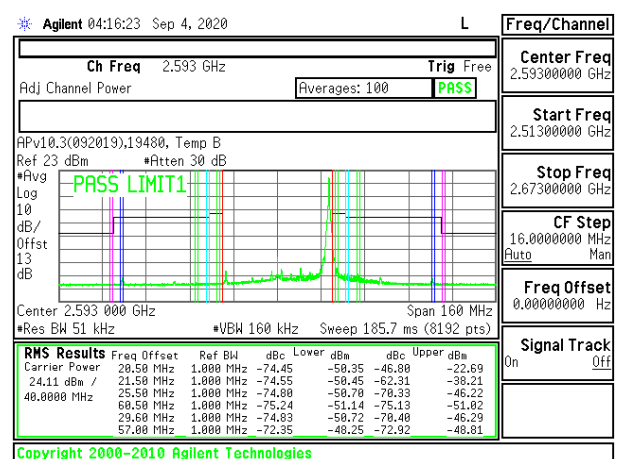 Agilent 04:16:23 Sep 4, 2020 L
Freq/Channel
Ch Freq 2.593 GHz Trig Free
Adj Channel Power Averages: 100 PASS
APv10.3(092019),19480, Temp B
Ref 23 dBm #Atten 30 dB
#Avg
Log
10
dB/
Offst
13
dB
PASS LIMIT1
Center 2.593 000 GHz Span 160 MHz
#Res BW 51 kHz #VBW 160 kHz Sweep 185.7 ms (8192 pts)
RMS Results Freq Offset Ref BW dBc Lower dBm dBc Upper dBm
Carrier Power 20.50 MHz 1.000 MHz -74.45 -50.35 -46.80 -22.69
24.11 dBm / 21.50 MHz 1.000 MHz -74.55 -50.45 -62.31 -38.21
40.0000 MHz 25.50 MHz 1.000 MHz -74.80 -50.70 -70.33 -46.22
60.50 MHz 1.000 MHz -75.24 -51.14 -75.13 -51.02
29.60 MHz 1.000 MHz -74.83 -50.72 -70.40 -46.29
57.00 MHz 1.000 MHz -72.35 -48.25 -72.92 -48.81
Copyright 2000-2010 Agilent Technologies
Center Freq
2.59300000 GHz
Start Freq
2.51300000 GHz
Stop Freq
2.67300000 GHz
CF Step
16.0000000 MHz
Auto Man
Freq Offset
0.00000000 Hz
Signal Track
On Off